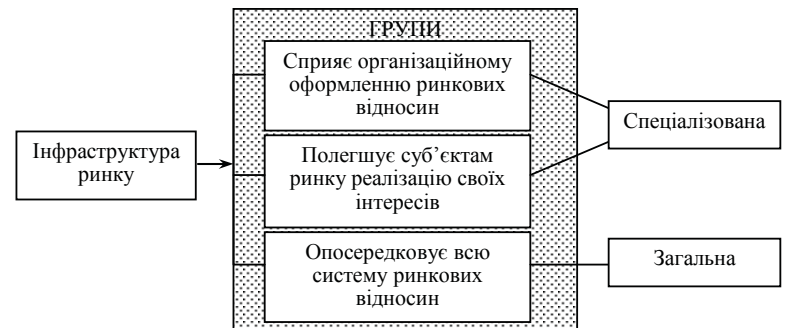 ГРУПИ
Сприяє організаційному
оформленню ринкових
відносин
Спеціалізована
Інфраструктура
ринку
Полегшує суб’єктам
ринку реалізацію своїх
інтересів
Опосередковує всю
систему ринкових
відносин
Загальна